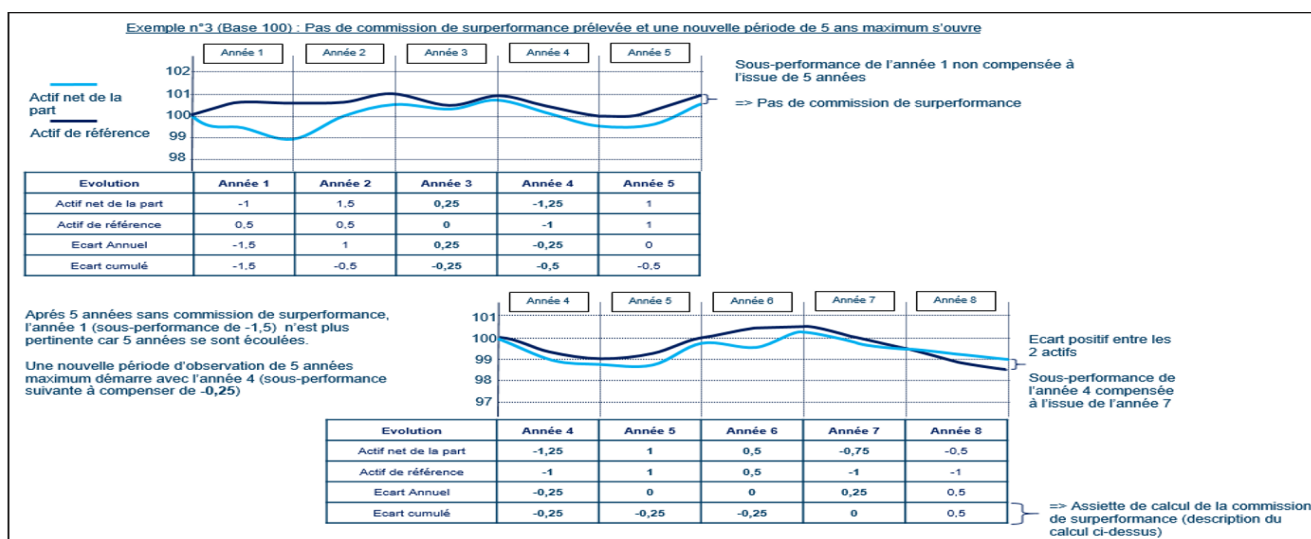 Exemple n°3 (Base 100) : Pas de commission de surperformance prélevée et une nouvelle période de 5 ans maximum s'ouvre
Année 1 Année 2 Année 3 Année 4 Année 5
102
101
100
99
98
Actif net de la
part
Actif de référence
Sous-performance de l'année 1 non compensée à
l'issue de 5 années
=> Pas de commission de surperformance
Evolution Année 1 Année 2 Année 3 Année 4 Année 5
Actif net de la part -1 1,5 0,25 -1,25 1
Actif de référence 0,5 0,5 0 -1 1
Ecart Annuel -1,5 1 0,25 -0,25 0
Ecart cumulé -1,5 -0,5 -0,25 -0,5 -0,5
Aprés 5 années sans commission de surperformance,
l'année 1 (sous-performance de -1,5) n'est plus
pertinente car 5 années se sont écoulées.
Une nouvelle période d'observation de 5 années
maximum démarre avec l'année 4 (sous-performance
suivante à compenser de -0,25)
Année 4 Année 5 Année 6 Année 7 Année 8
101
100
99
98
97
Ecart positif entre les
2 actifs
Sous-performance de
l'année 4 compensée
à l'issue de l'année 7
Evolution Année 4 Année 5 Année 6 Année 7 Année 8
Actif net de la part -1,25 1 0,5 -0,75 -0,5
Actif de référence -1 1 0,5 -1 -1
Ecart Annuel -0,25 0 0 0,25 0,5
Ecart cumulé -0,25 -0,25 -0,25 0 0,5
=> Assiette de calcul de la commission
de surperformance (description du
calcul ci-dessus)